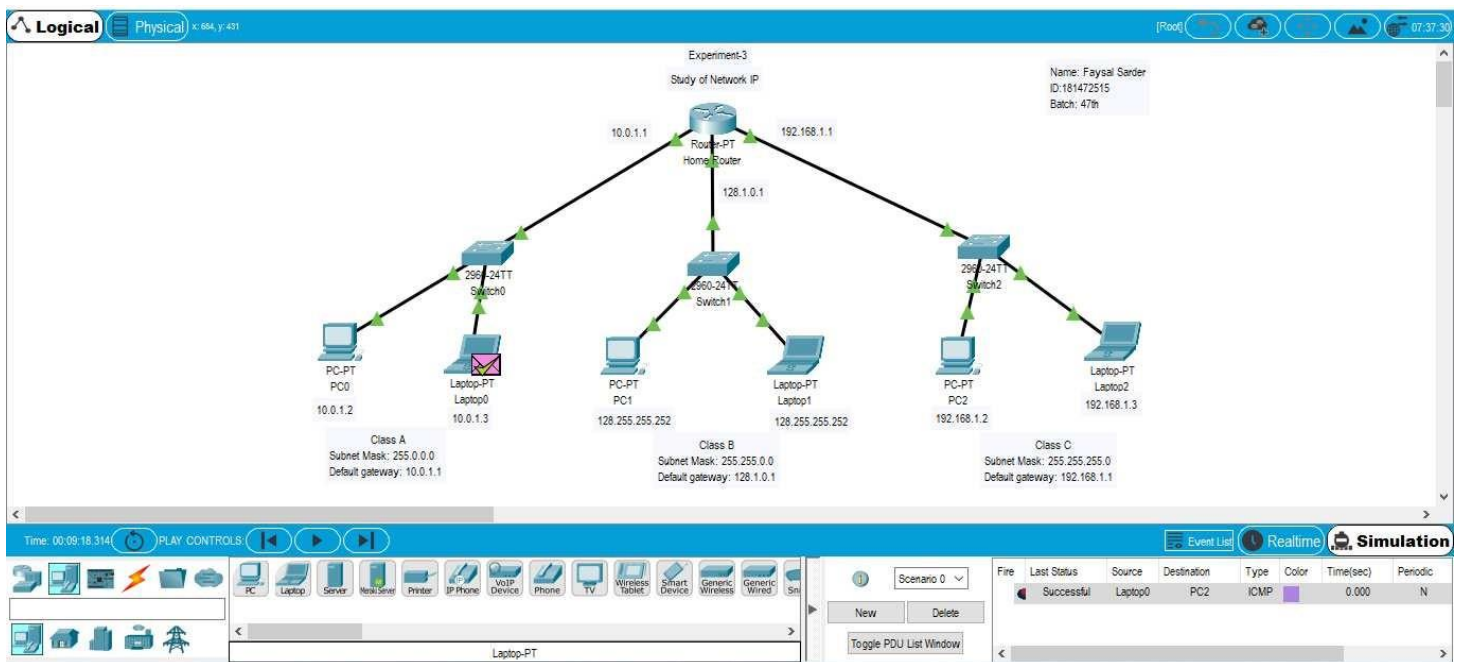 Logical
Physical
x: 664, y: 431
[Root]
07:37:30
Experiment-3
Study of Network IP
Name: Faysal Sarder
ID:181472515
Batch: 47th
10.0.1.1
192.168.1.1
Router-PT
Home Router
128.1.0.1
2960-24TT
Switch0
2960-24TT
Switch1
2960-24TT
Switch2
PC-PT
PC0
10.0.1.2
Laptop-PT
Laptop0
10.0.1.3
PC-PT
PC1
128.255.255.252
Laptop-PT
Laptop1
128.255.255.252
PC-PT
PC2
192.168.1.2
Laptop-PT
Laptop2
192.168.1.3
Class A
Subnet Mask: 255.0.0.0
Default gateway: 10.0.1.1
Class B
Subnet Mask: 255.255.0.0
Default gateway: 128.1.0.1
Class C
Subnet Mask: 255.255.255.0
Default gateway: 192.168.1.1
Time: 00:09:18.314
PLAY CONTROLS:
Event List
Realtime
Simulation
PC
Laptop
Server
Meraki Server
Printer
IP Phone
VoIP Device
Phone
TV
Wireless Tablet
Smart Device
Generic Wireless
Generic Wired
Laptop-PT
Scenario 0
New
Delete
Toggle PDU List Window
Fire Last Status Source Destination Type Color Time(sec) Periodic
Successful Laptop0 PC2 ICMP 0.000 N